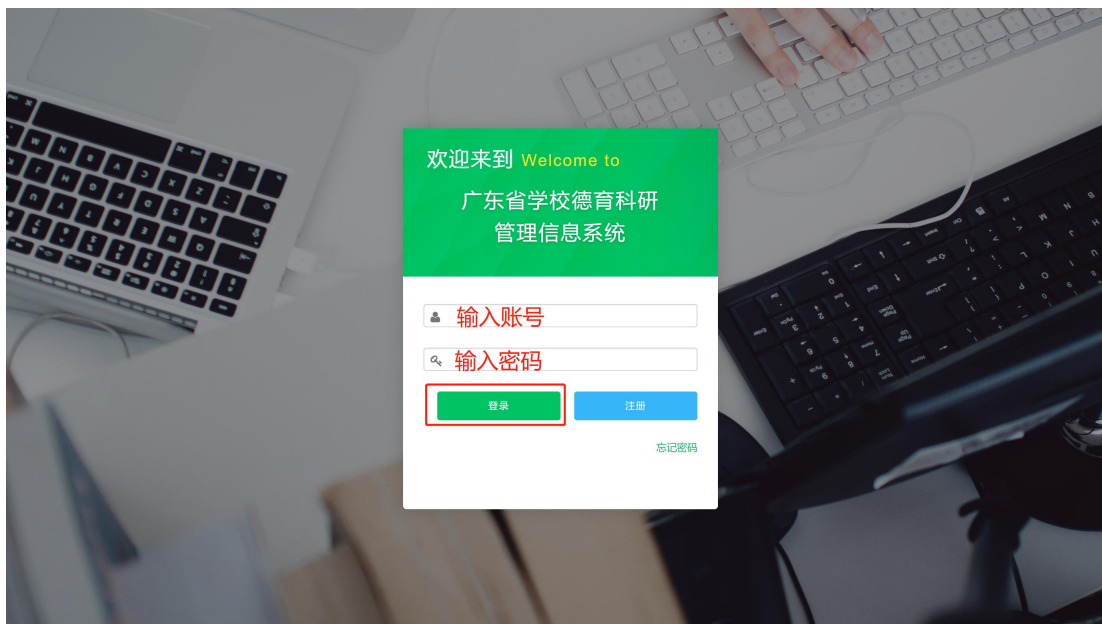 欢迎来到 Welcome to
广东省学校德育科研
管理信息系统
输入账号
输入密码
登录 注册
忘记密码